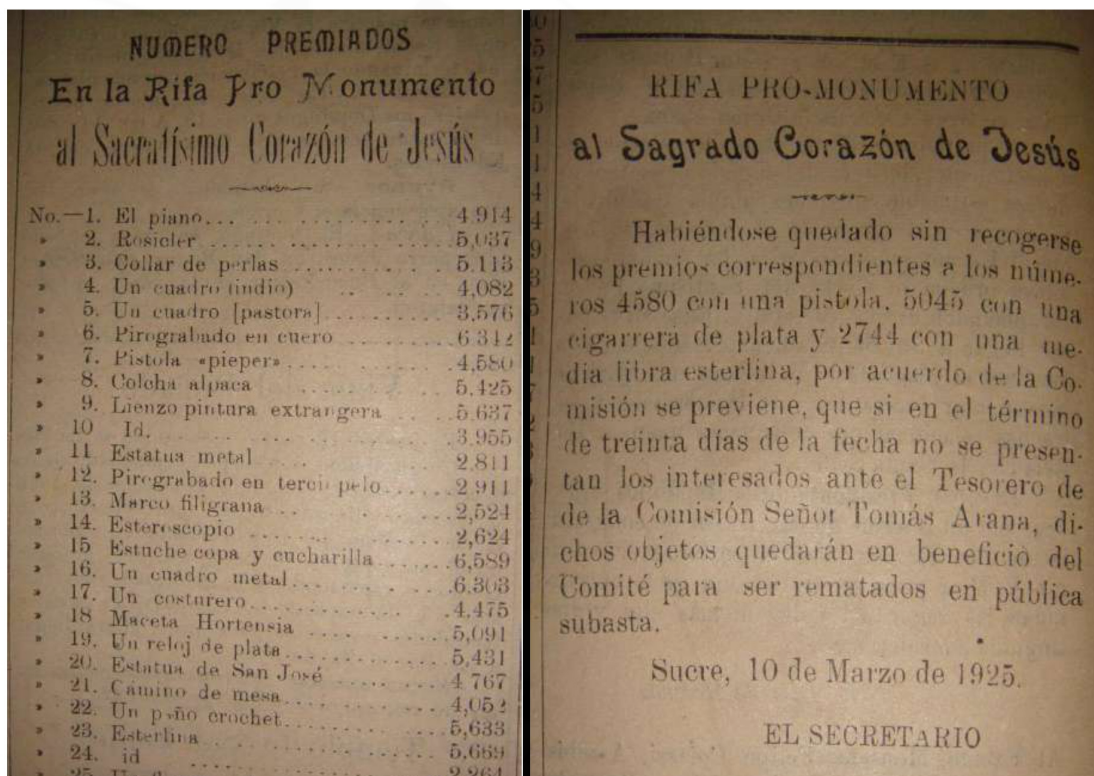 NUMERO PREMIADOS
En la Rifa Pro Monumento
al Sacratísimo Corazón de Jesús
No.—1. El piano... 4.914
» 2. Rosicler... 5,037
» 3. Collar de perlas... 5.113
» 4. Un cuadro (indio) .. 4,082
» 5. Un cuadro [pastora]... 3,576
» 6. Pirograbado en cuero... 6 342
» 7. Pistola «pieper»... 4,580
» 8. Colcha alpaca... 5.425
» 9. Lienzo pintura extrangera... 5.637
» 10 Id.... 3.955
» 11 Estatua metal... 2.811
» 12. Pirograbado en terciopelo... 2 911
» 13. Marco filigrana... 2,524
» 14. Esteroscopio... 2,624
» 15 Estuche copa y cucharilla... 6,589
» 16. Un cuadro metal... 6.303
» 17. Un costurero... 4,475
» 18 Maceta Hortensia... 5,091
» 19. Un reloj de plata... 5,431
» 20. Estatua de San José... 4 767
» 21. Camino de mesa... 4,052
» 22. Un paño crochet... 5,633
» 23. Esterlina... 5,669
» 24. id
RIFA PRO-MONUMENTO
al Sagrado Corazón de Jesús
Habiéndose quedado sin recogerse
los premios correspondientes a los núme-
ros 4580 con una pistola, 5045 con una
cigarrera de plata y 2744 con una me-
dia libra esterlina, por acuerdo de la Co-
misión se previene, que si en el término
de treinta días de la fecha no se presen-
tan los interesados ante el Tesorero de
de la Comisión Señor Tomás Arana, di-
chos objetos quedarán en beneficio del
Comité para ser rematados en pública
subasta.
Sucre, 10 de Marzo de 1925.
EL SECRETARIO